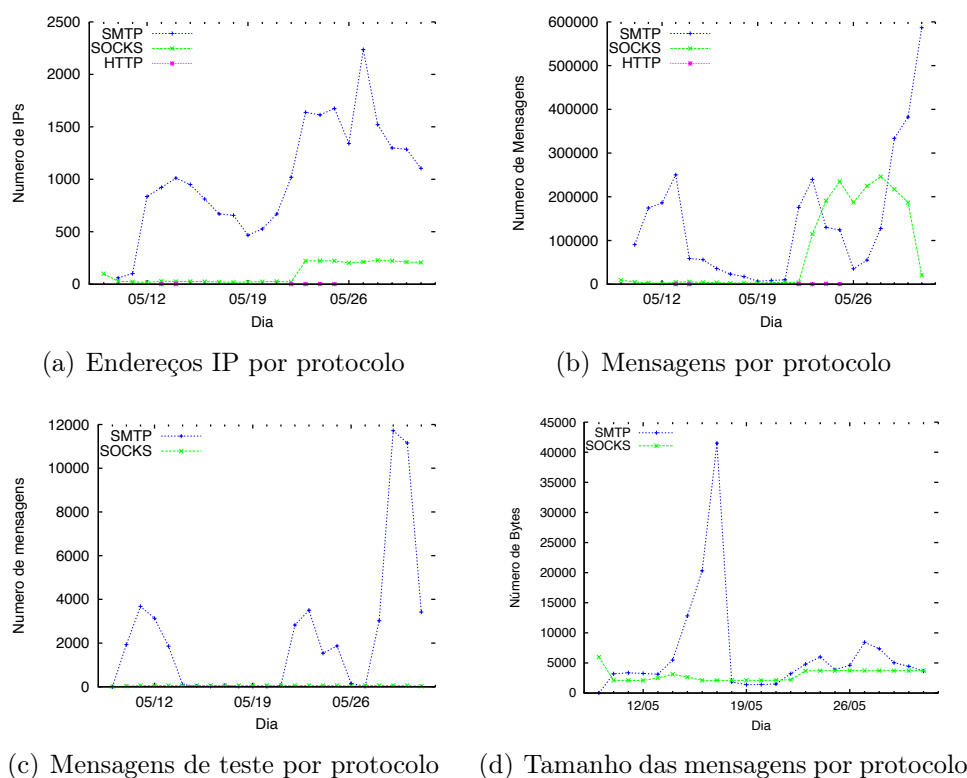 2500
2000
1500
1000
500
0
Numero de IPs
SMTP
SOCKS
HTTP
05/12 05/19 05/26
Dia
(a) Endereços IP por protocolo
600000
500000
400000
300000
200000
100000
0
Numero de Mensagens
SMTP
SOCKS
HTTP
05/12 05/19 05/26
Dia
(b) Mensagens por protocolo
12000
10000
8000
6000
4000
2000
0
Numero de mensagens
SMTP
SOCKS
05/12 05/19 05/26
Dia
(c) Mensagens de teste por protocolo
45000
40000
35000
30000
25000
20000
15000
10000
5000
0
Número de Bytes
SMTP
SOCKS
12/05 19/05 26/05
Dia
(d) Tamanho das mensagens por protocolo